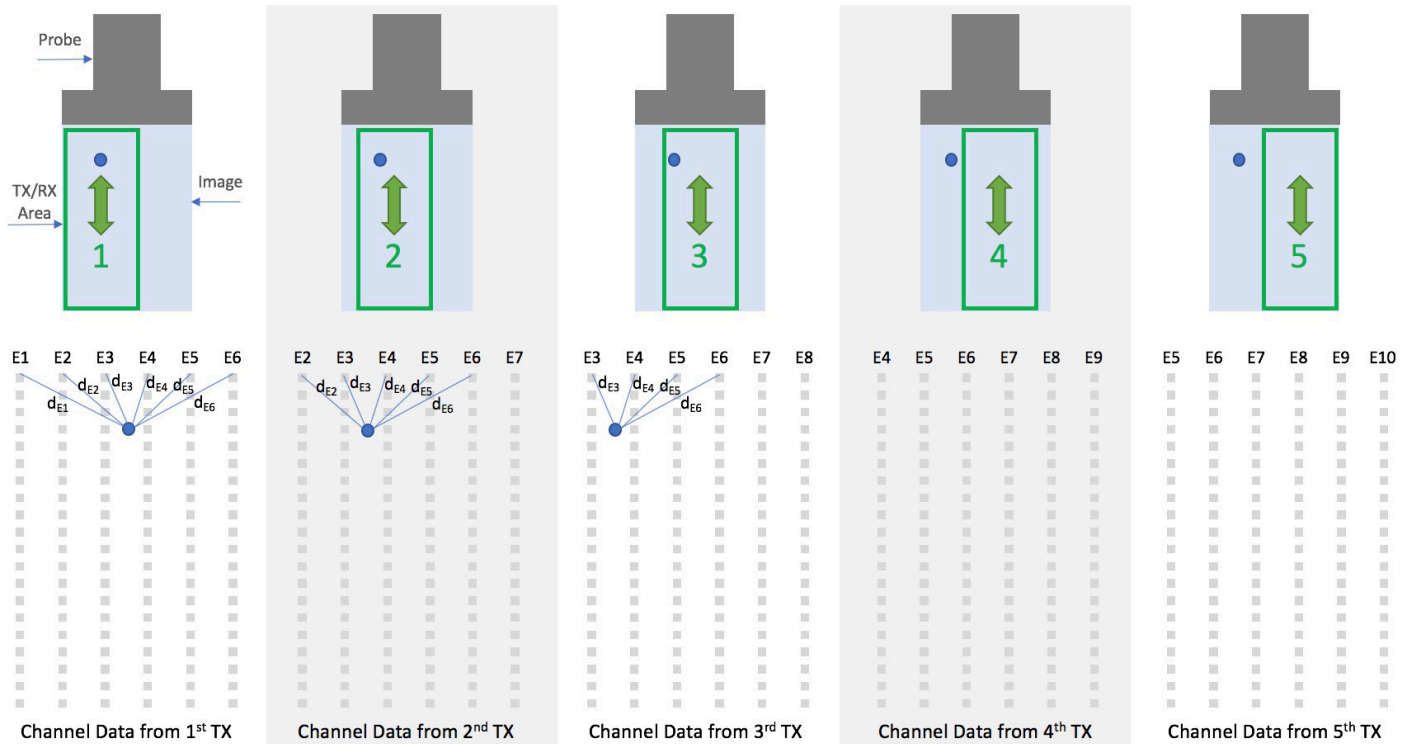 Probe
TX/RX
Area
Image
1
2
3
4
5
E1 E2 E3 E4 E5 E6
E2 E3 E4 E5 E6 E7
E3 E4 E5 E6 E7 E8
E4 E5 E6 E7 E8 E9
E5 E6 E7 E8 E9 E10
dE1 dE2 dE3 dE4 dE5 dE6
dE2 dE3 dE4 dE5 dE6
dE3 dE4 dE5 dE6
Channel Data from 1st TX
Channel Data from 2nd TX
Channel Data from 3rd TX
Channel Data from 4th TX
Channel Data from 5th TX